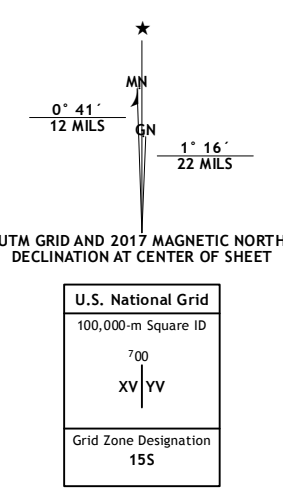 ★
MN
0° 41´
12 MILS
GN
1° 16´
22 MILS
UTM GRID AND 2017 MAGNETIC NORTH
DECLINATION AT CENTER OF SHEET
U.S. National Grid
100,000-m Square ID
⁷00
XV YV
Grid Zone Designation
15S